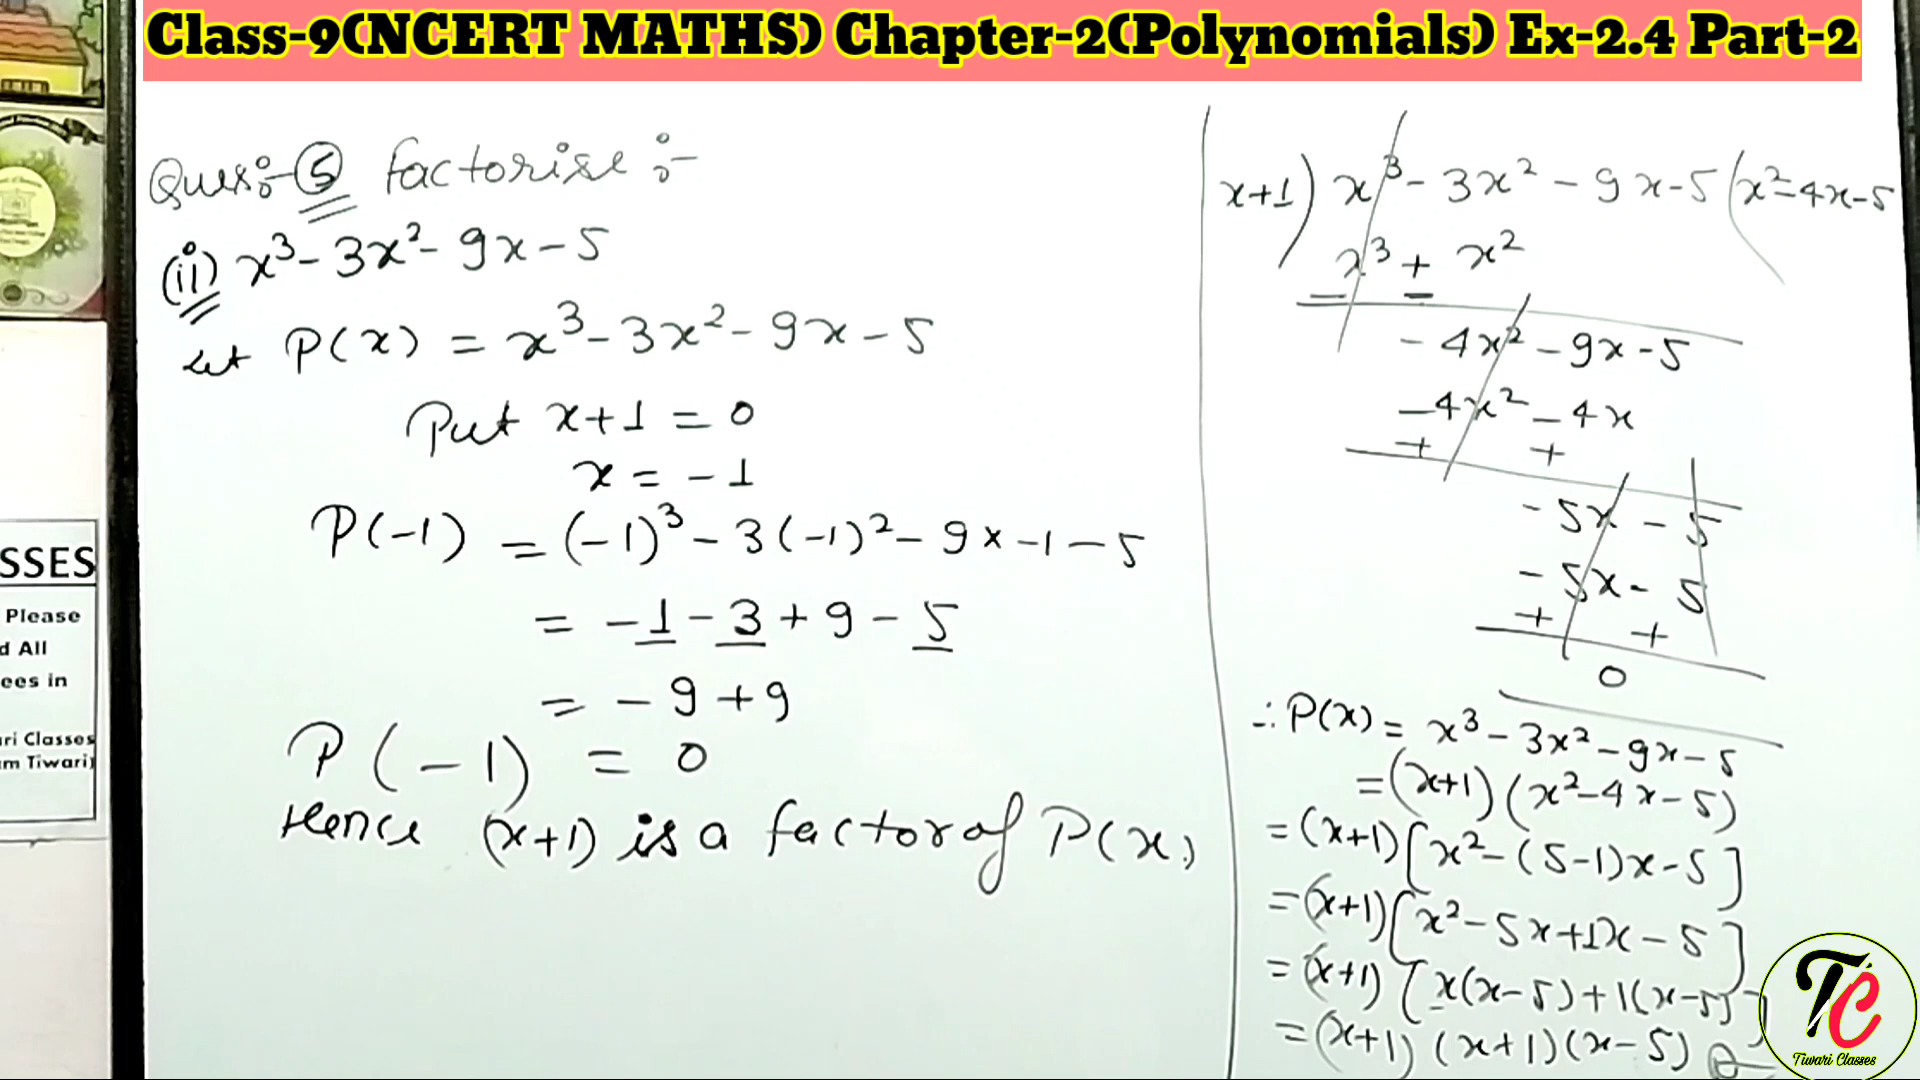 Class-9(NCERT MATHS) Chapter-2(Polynomials) Ex-2.4 Part-2
Ques:-5 factorise :-
(ii) x³-3x²-9x-5
Let P(x) = x³-3x²-9x-5
Put x+1 = 0
x = -1
P(-1) = (-1)³-3(-1)²-9x-1-5
= -1-3+9-5
= -9+9
P(-1) = 0
Hence (x+1) is a factor of P(x)
x+1) x³-3x²-9x-5 (x²-4x-5
x³ + x²
- -
-4x²-9x-5
-4x²-4x
+ +
-5x-5
-5x-5
+ +
0
∴ P(x) = x³-3x²-9x-5
=(x+1)(x²-4x-5)
=(x+1)[x²-(5-1)x-5]
=(x+1)[x²-5x+1x-5]
=(x+1)[x(x-5)+1(x-5)]
=(x+1)(x+1)(x-5)
SSES
Please
d All
ees in
ri Classes
m Tiwari)
TC
Tiwari Classes